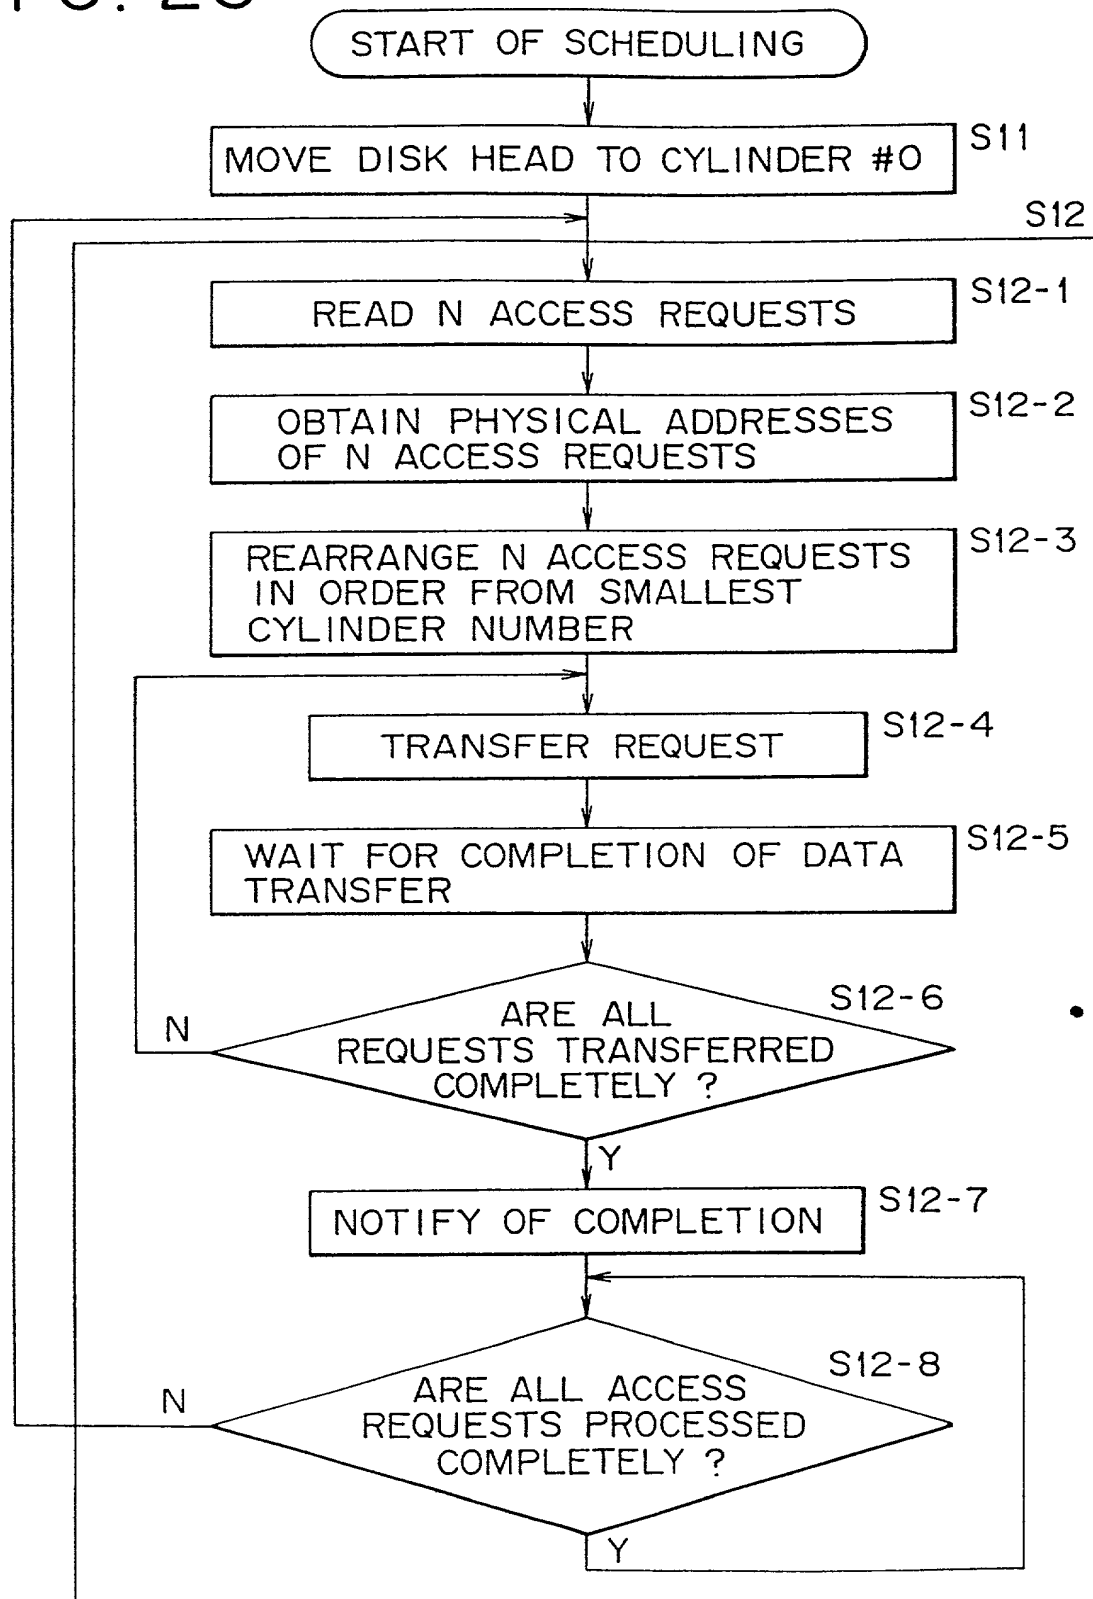 START OF SCHEDULING
MOVE DISK HEAD TO CYLINDER #0
S11
S12
READ N ACCESS REQUESTS
S12-1
OBTAIN PHYSICAL ADDRESSES
OF N ACCESS REQUESTS
S12-2
REARRANGE N ACCESS REQUESTS
IN ORDER FROM SMALLEST
CYLINDER NUMBER
S12-3
TRANSFER REQUEST
S12-4
WAIT FOR COMPLETION OF DATA
TRANSFER
S12-5
ARE ALL
REQUESTS TRANSFERRED
COMPLETELY ?
S12-6
N
Y
NOTIFY OF COMPLETION
S12-7
ARE ALL ACCESS
REQUESTS PROCESSED
COMPLETELY ?
S12-8
N
Y